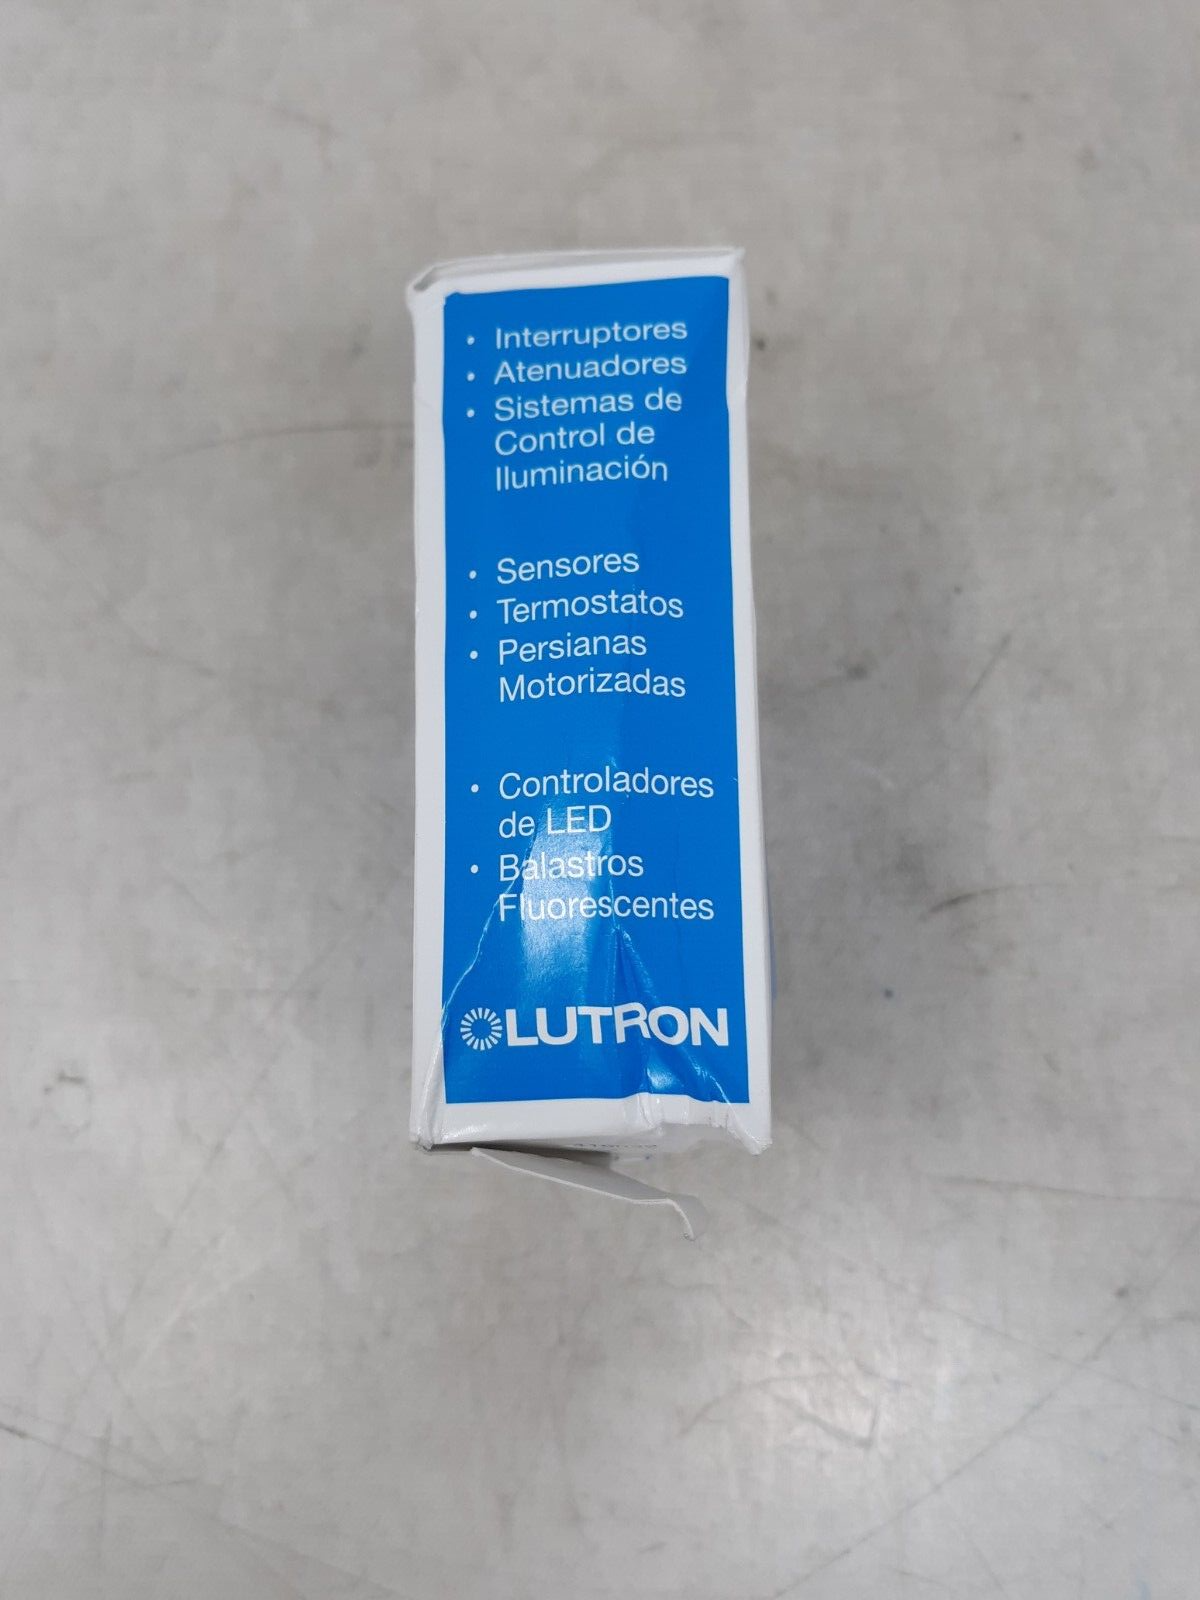 • Interruptores
• Atenuadores
• Sistemas de
Control de
Iluminación
• Sensores
• Termostatos
• Persianas
Motorizadas
• Controladores
de LED
• Balastros
Fluorescentes
LUTRON